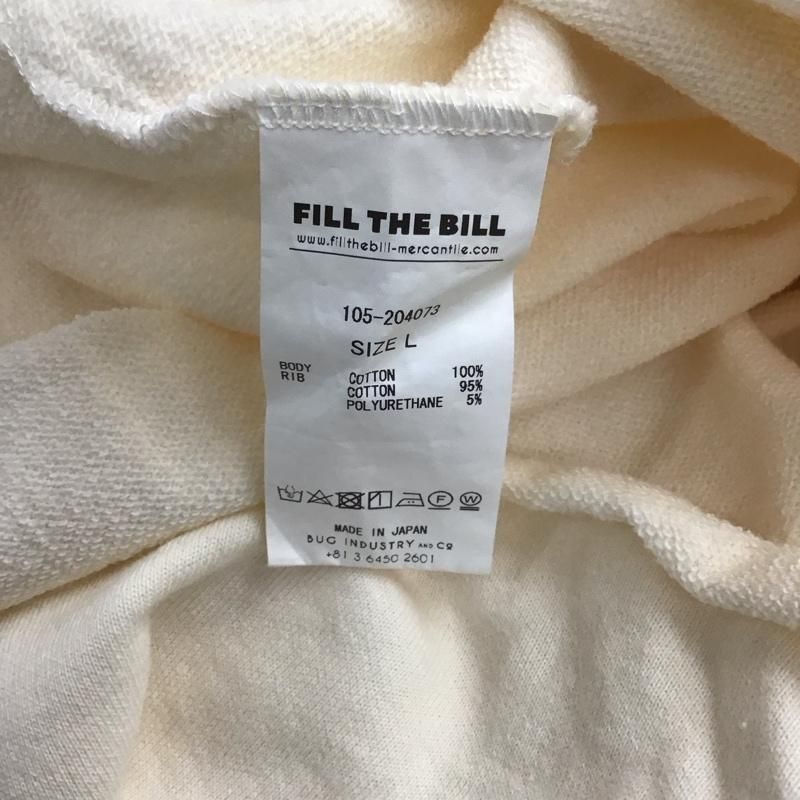 FILL THE BILL
www.fillthebill-mercantile.com
105-204073
SIZE L
BODY COTTON 100%
RIB COTTON 95%
POLYURETHANE 5%
F W
MADE IN JAPAN
BUG INDUSTRY AND CO
+81 3 6450 2601